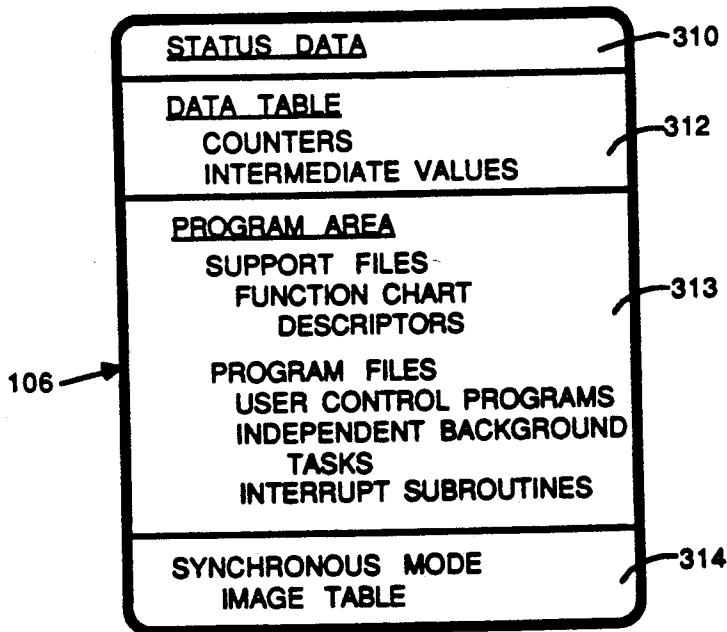 STATUS DATA
310
DATA TABLE
COUNTERS
312
INTERMEDIATE VALUES
PROGRAM AREA
SUPPORT FILES
FUNCTION CHART
313
DESCRIPTORS
PROGRAM FILES
106
USER CONTROL PROGRAMS
INDEPENDENT BACKGROUND
TASKS
INTERRUPT SUBROUTINES
SYNCHRONOUS MODE
314
IMAGE TABLE